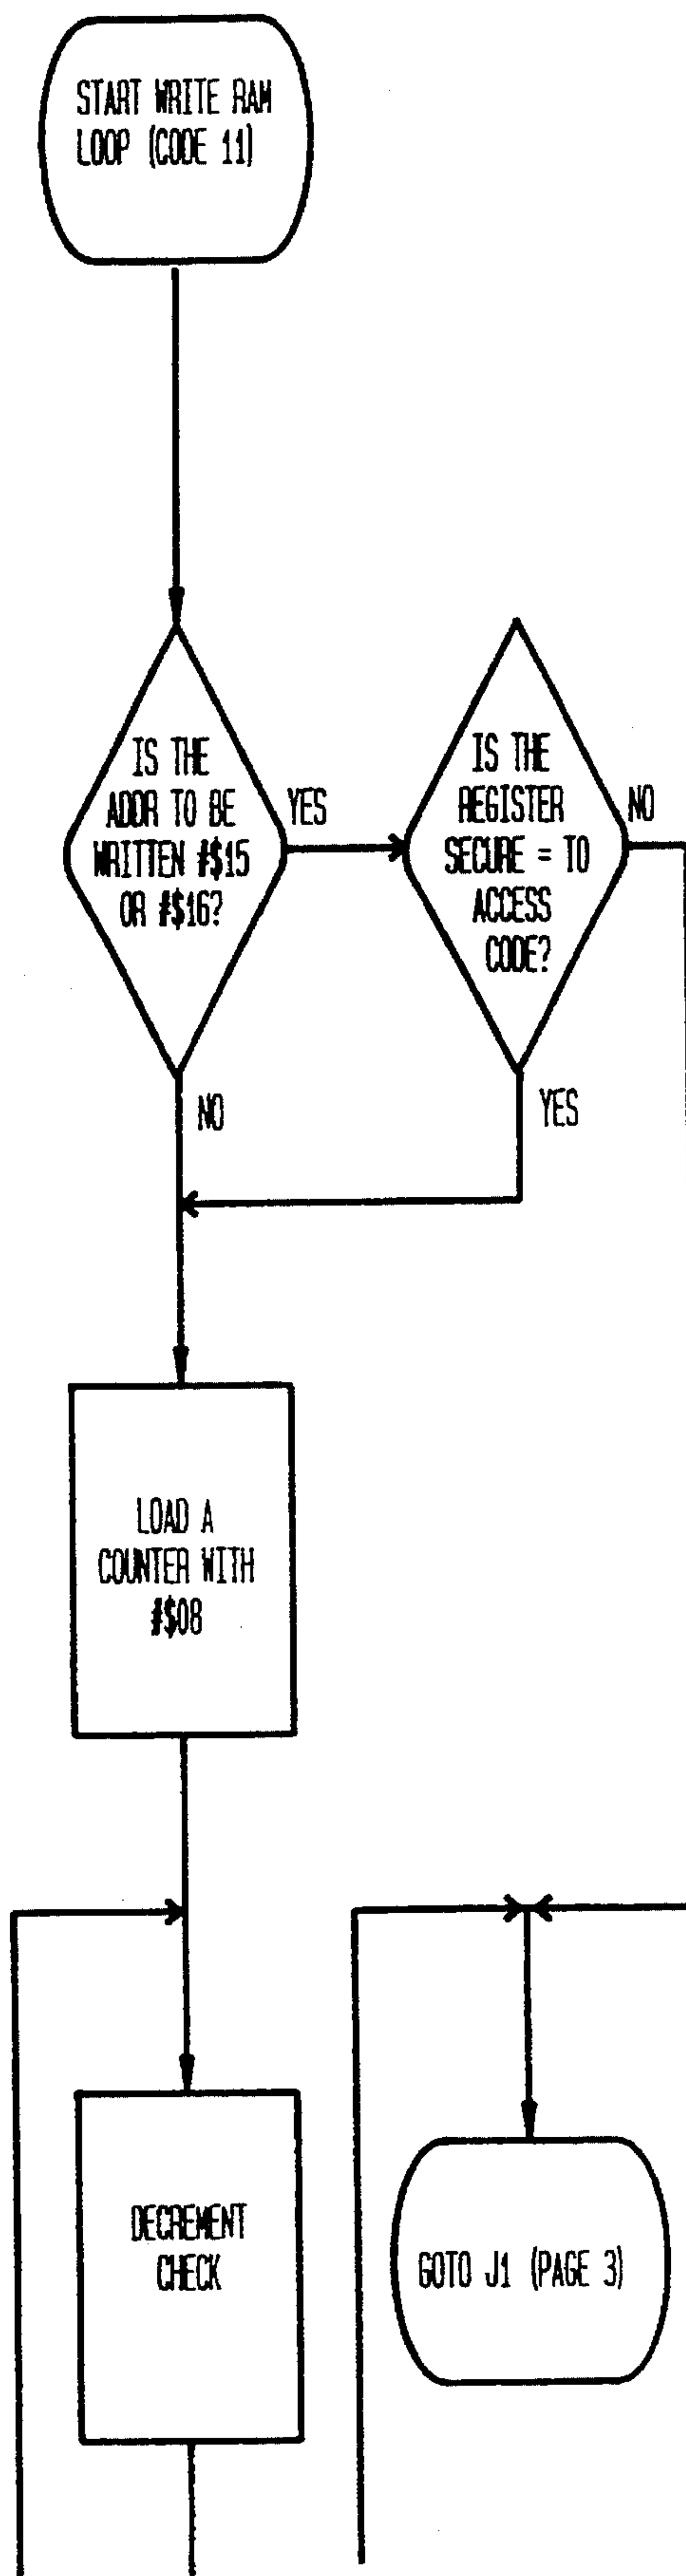 START WRITE RAM
LOOP (CODE 11)
IS THE
ADDR TO BE
WRITTEN #$15
OR #$16?
YES
IS THE
REGISTER
SECURE = TO
ACCESS
CODE?
NO
NO
YES
LOAD A
COUNTER WITH
#$08
DECREMENT
CHECK
GOTO J1 (PAGE 3)